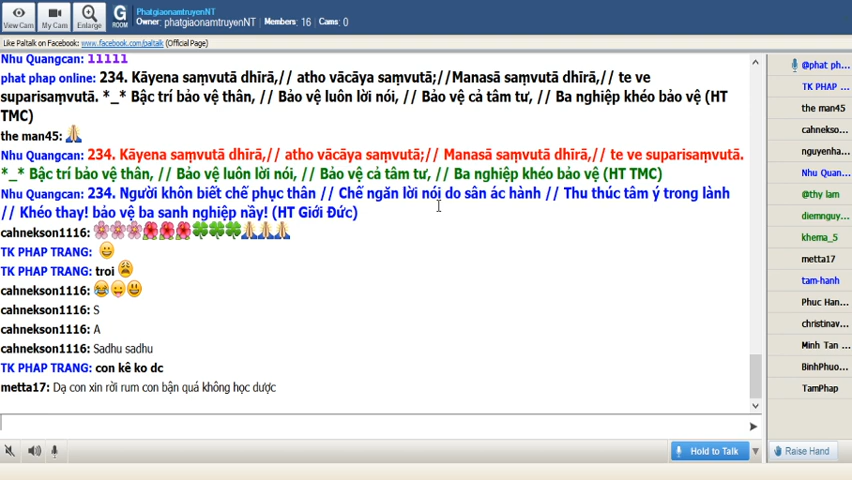 PhatgiaonamtruyenNT
Owner: phatgiaonamtruyenNT Members: 16 Cams: 0
View Cam My Cam Enlarge G ROOM
Like Paltalk on Facebook: www.facebook.com/paltalk (Official Page)
Nhu Quangcan: 11111
phat phap online: 234. Kāyena saṃvutā dhīrā,// atho vācāya saṃvutā;//Manasā saṃvutā dhīrā,// te ve
suparisaṃvutā. *_* Bậc trí bảo vệ thân, // Bảo vệ luôn lời nói, // Bảo vệ cả tâm tư, // Ba nghiệp khéo bảo vệ (HT
TMC)
the man45:
Nhu Quangcan: 234. Kāyena saṃvutā dhīrā,// atho vācāya saṃvutā;// Manasā saṃvutā dhīrā,// te ve suparisaṃvutā.
*_* Bậc trí bảo vệ thân, // Bảo vệ luôn lời nói, // Bảo vệ cả tâm tư, // Ba nghiệp khéo bảo vệ (HT TMC)
Nhu Quangcan: 234. Người khôn biết chế phục thân // Chế ngăn lời nói do sân ác hành // Thu thúc tâm ý trong lành
// Khéo thay! bảo vệ ba sanh nghiệp nầy! (HT Giới Đức)
cahnekson1116:
TK PHAP TRANG:
TK PHAP TRANG: troi
cahnekson1116:
cahnekson1116: S
cahnekson1116: A
cahnekson1116: Sadhu sadhu
TK PHAP TRANG: con kê ko dc
metta17: Dạ con xin rời rum con bận quá không học dược
@phat phap...
TK PHAP ...
the man45
cahnekso...
nguyenha...
Nhu Qua...
@thy lam
diemnguy...
khema_5
metta17
tam-hanh
Phuc Han...
christinav...
Minh Tan ...
BinhPhuo...
TamPhap
Hold to Talk
Raise Hand